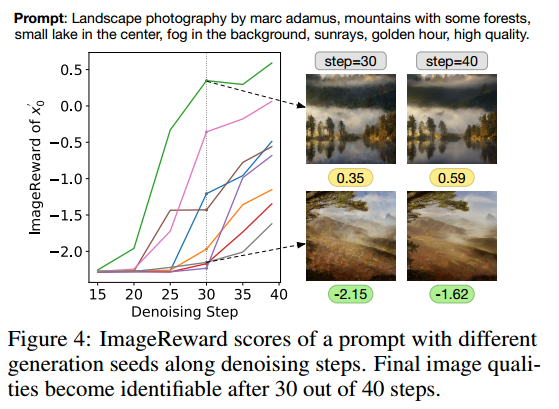 Prompt: Landscape photography by marc adamus, mountains with some forests,
small lake in the center, fog in the background, sunrays, golden hour, high quality.
ImageReward of x′0
0.5
0.0
−0.5
−1.0
−1.5
−2.0
15 20 25 30 35 40
Denoising Step
step=30 step=40
0.35 0.59
-2.15 -1.62
Figure 4: ImageReward scores of a prompt with different
generation seeds along denoising steps. Final image quali-
ties become identifiable after 30 out of 40 steps.